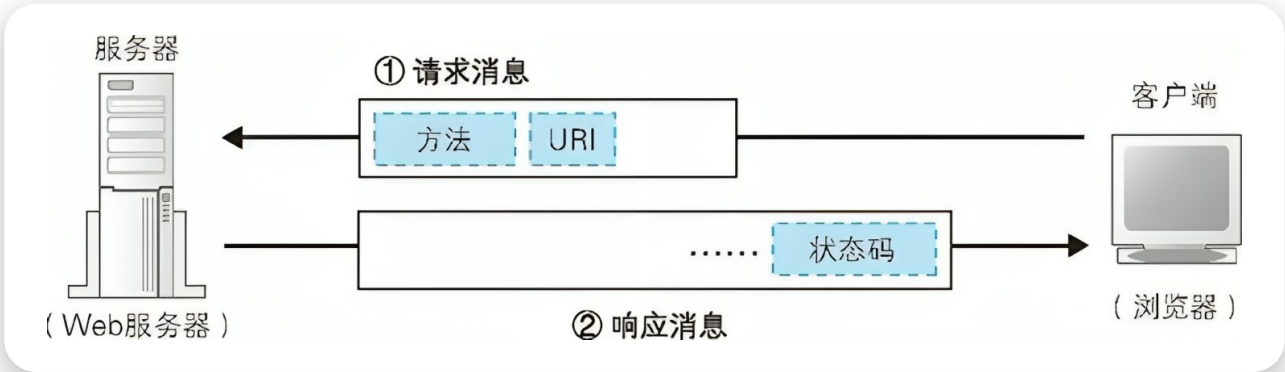 服务器
① 请求消息
客户端
方法 URI
…… 状态码
(Web服务器)
② 响应消息
(浏览器)